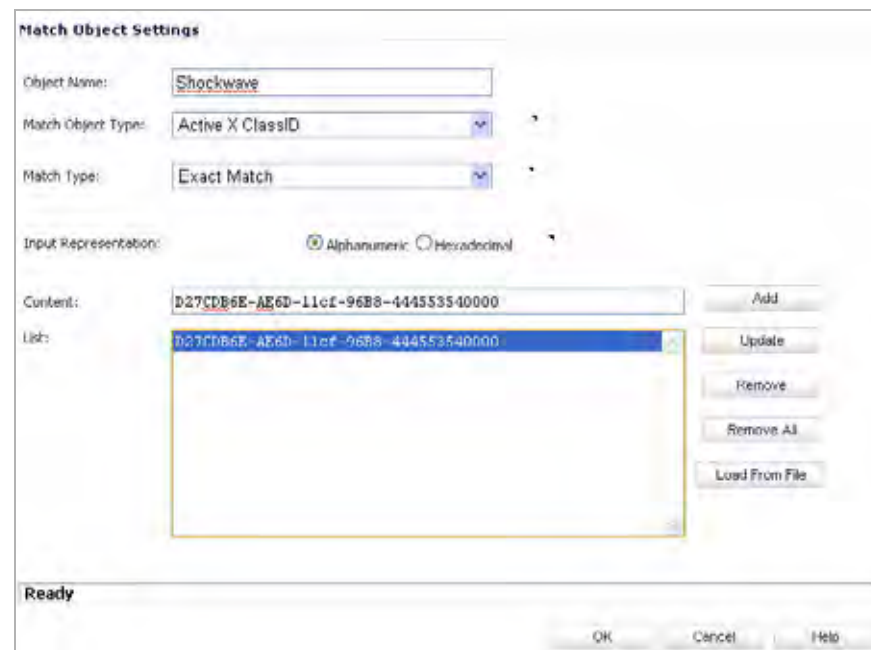 Match Object Settings
Object Name: Shockwave
Match Object Type: Active X ClassID
Match Type: Exact Match
Input Representation: Alphanumeric Hexadecimal
Content: D27CDB6E-AE6D-11cf-96B8-444553540000 Add
List: D27CDB6E-AE6D-11cf-96B8-444553540000 Update
Remove
Remove All
Load From File
Ready
OK Cancel Help